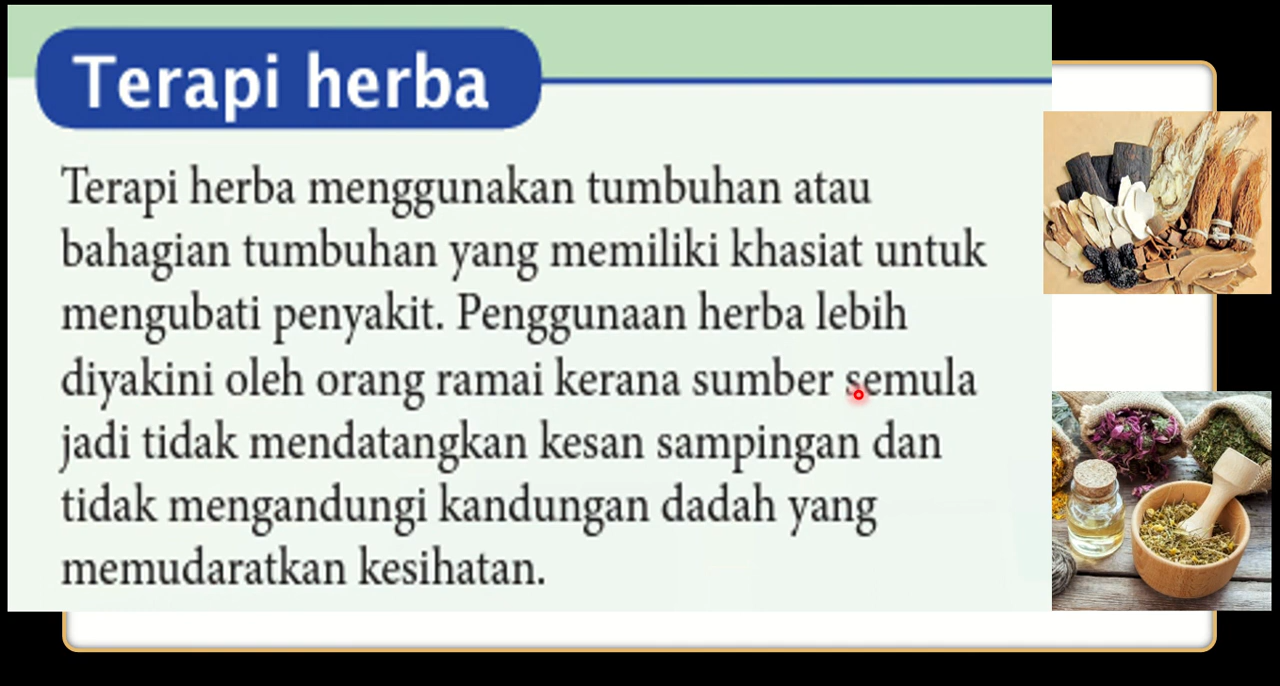 Terapi herba
Terapi herba menggunakan tumbuhan atau
bahagian tumbuhan yang memiliki khasiat untuk
mengubati penyakit. Penggunaan herba lebih
diyakini oleh orang ramai kerana sumber semula
jadi tidak mendatangkan kesan sampingan dan
tidak mengandungi kandungan dadah yang
memudaratkan kesihatan.